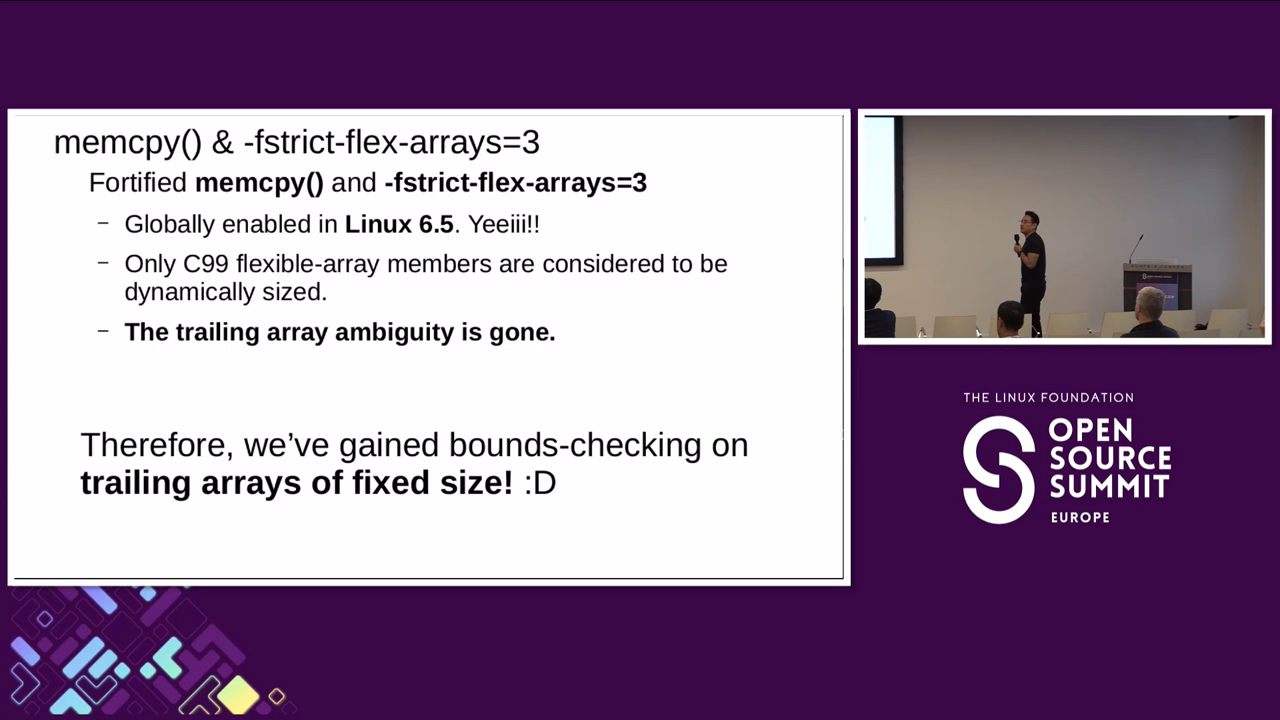 memcpy() & -fstrict-flex-arrays=3
Fortified memcpy() and -fstrict-flex-arrays=3
– Globally enabled in Linux 6.5. Yeeiii!!
– Only C99 flexible-array members are considered to be
dynamically sized.
– The trailing array ambiguity is gone.
Therefore, we’ve gained bounds-checking on
trailing arrays of fixed size! :D
THE LINUX FOUNDATION
OPEN
SOURCE
SUMMIT
EUROPE